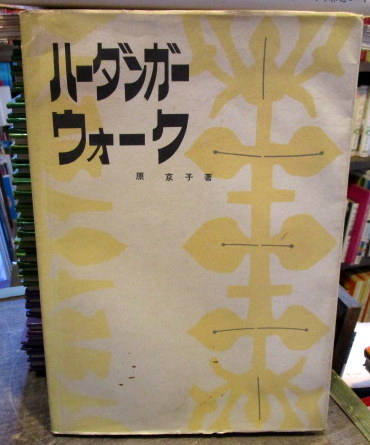 ハーダンガー
ウォーク
原 京子 著